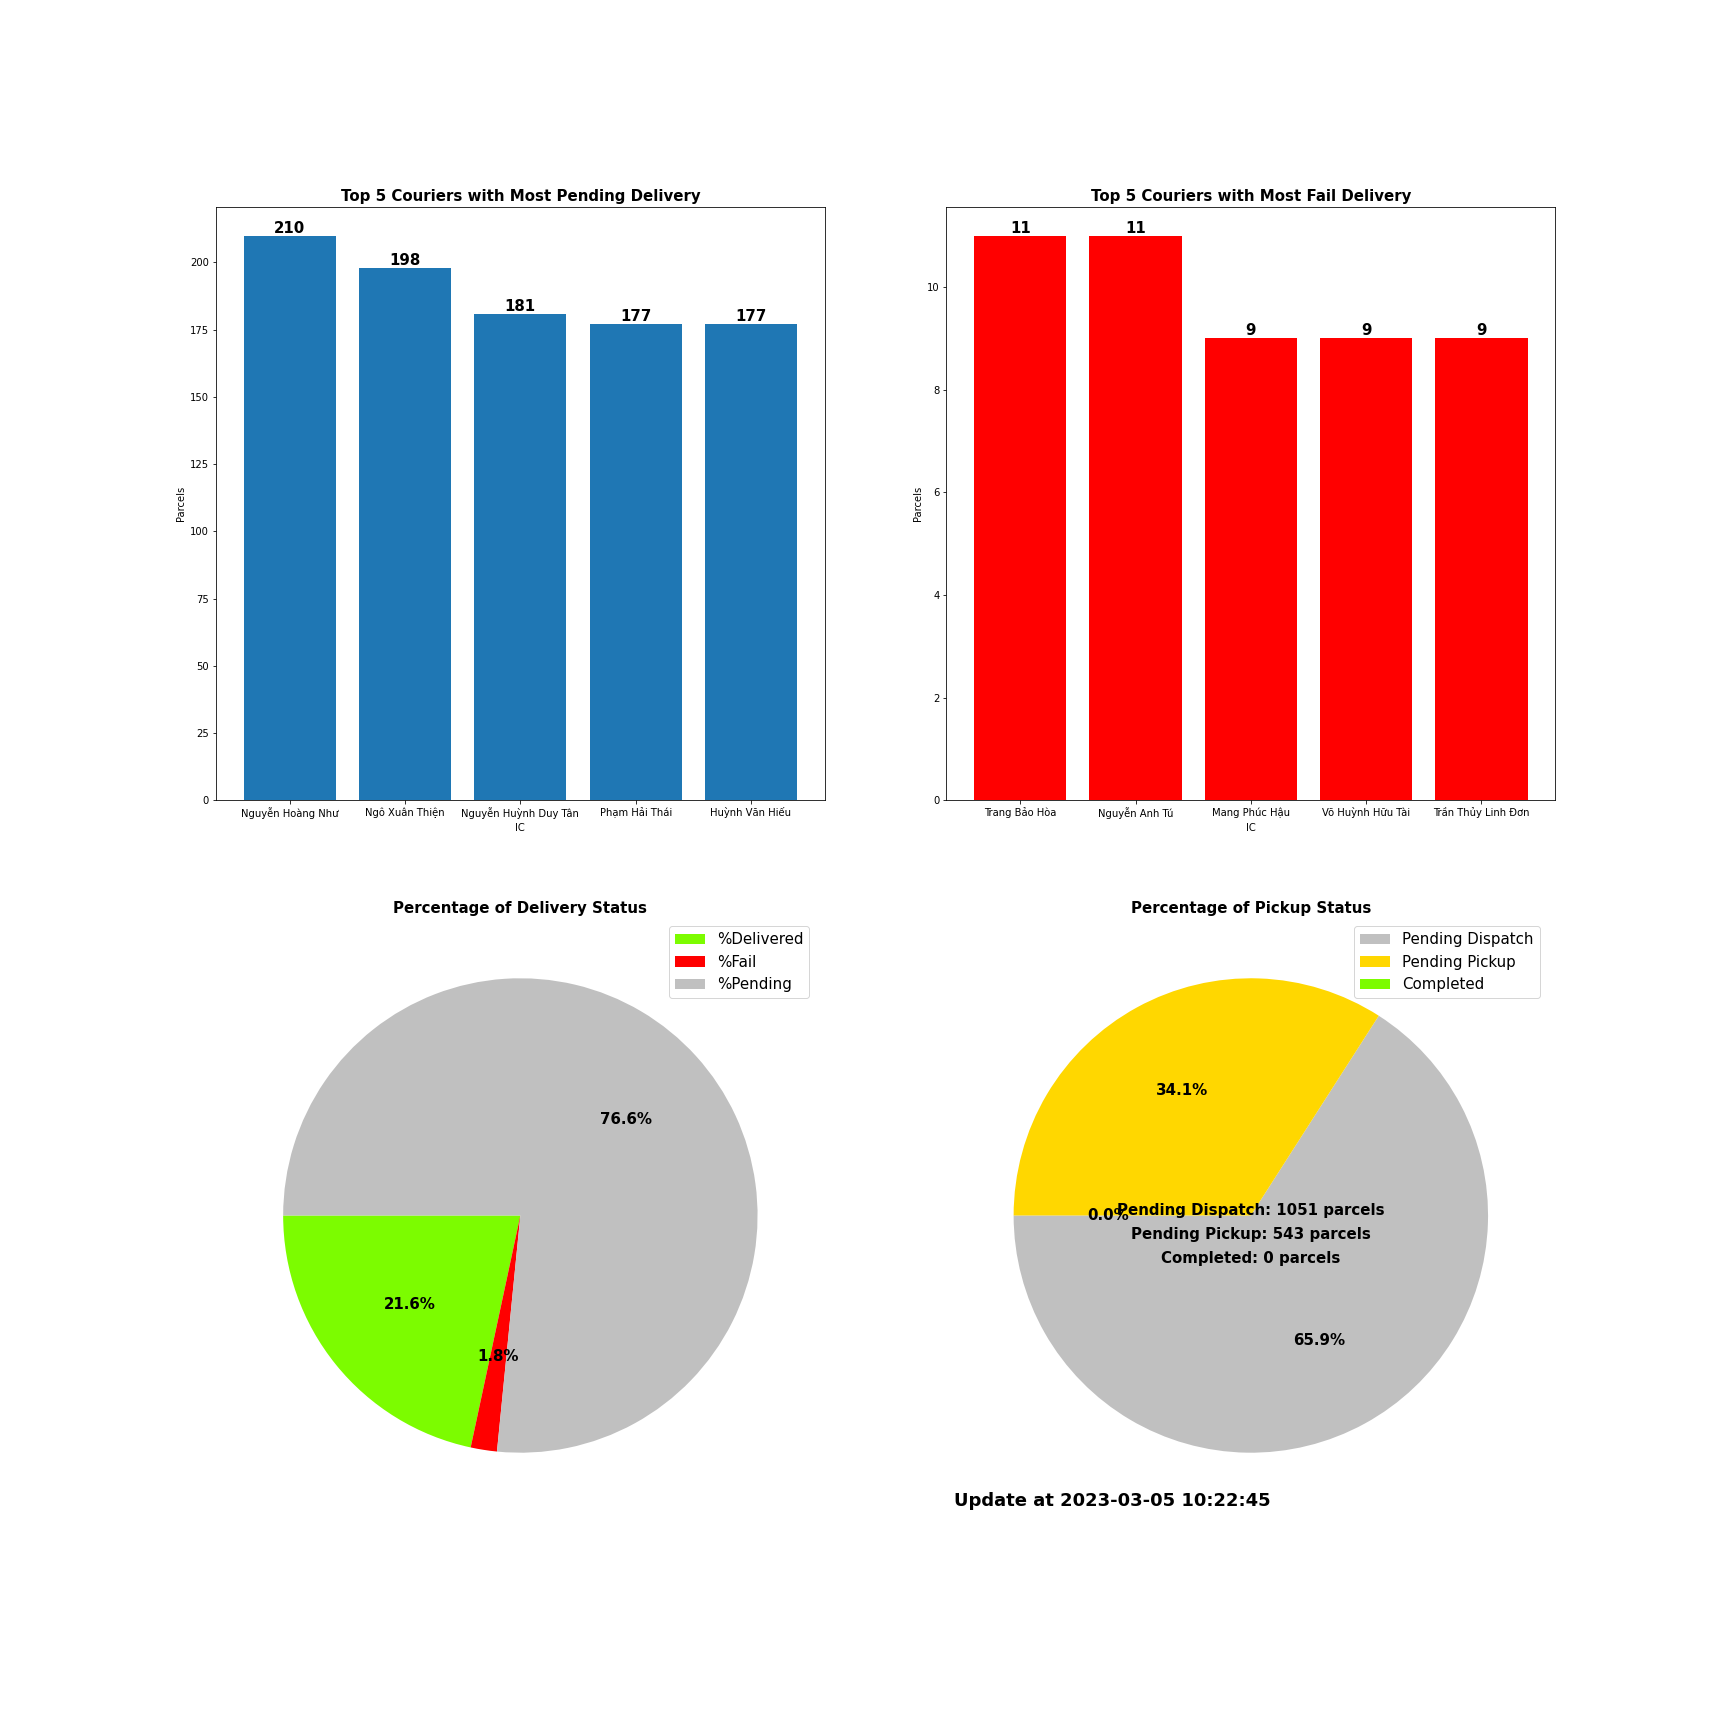 Top 5 Couriers with Most Pending Delivery
210
198
181
177
177
200
175
150
125
100
75
50
25
0
Parcels
Nguyễn Hoàng Như
Ngô Xuân Thiện
Nguyễn Huỳnh Duy Tân
Phạm Hải Thái
Huỳnh Văn Hiếu
IC
Top 5 Couriers with Most Fail Delivery
11
11
9
9
9
10
8
6
4
2
0
Parcels
Trang Bảo Hòa
Nguyễn Anh Tú
Mang Phúc Hậu
Võ Huỳnh Hữu Tài
Trần Thủy Linh Đơn
IC
Percentage of Delivery Status
%Delivered
%Fail
%Pending
76.6%
21.6%
1.8%
Percentage of Pickup Status
Pending Dispatch
Pending Pickup
Completed
34.1%
0.0%
Pending Dispatch: 1051 parcels
Pending Pickup: 543 parcels
Completed: 0 parcels
65.9%
Update at 2023-03-05 10:22:45